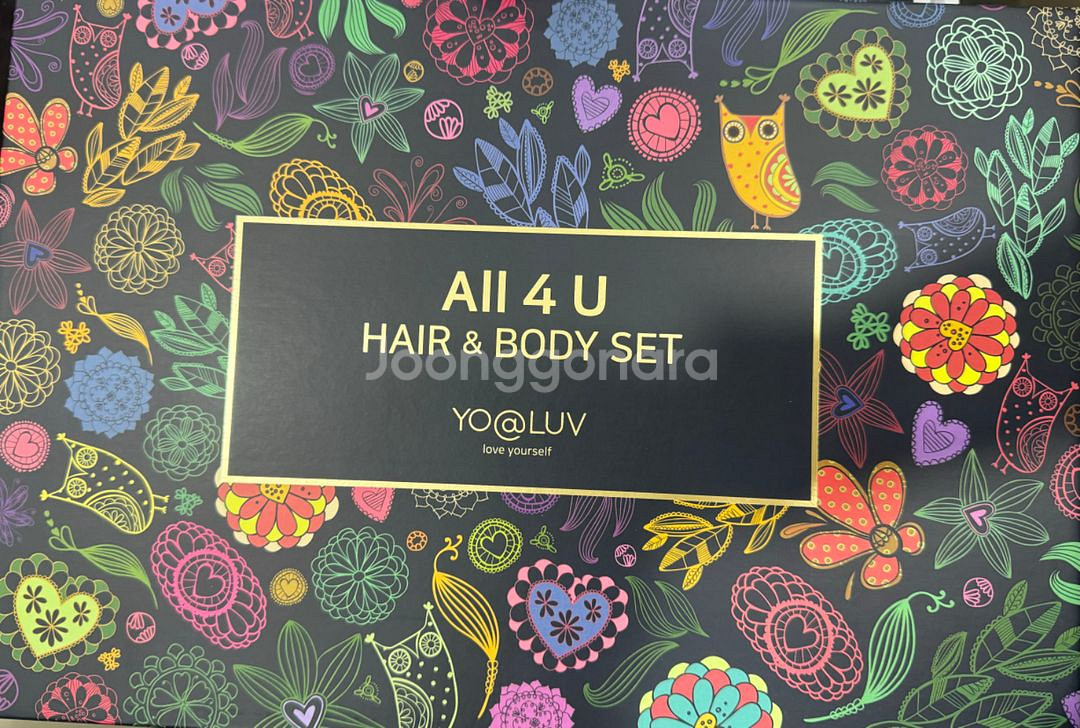 All 4 U
HAIR & BODY SET
Joonggonara
YO@LUV
love yourself